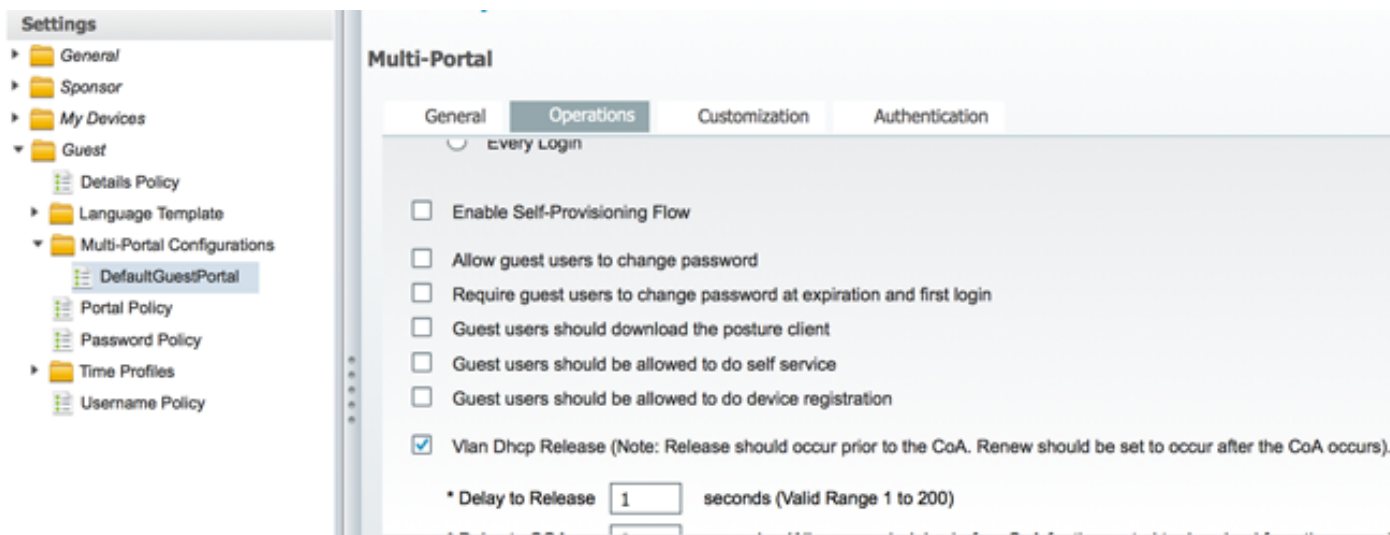 Settings
General
Sponsor
My Devices
Guest
Details Policy
Language Template
Multi-Portal Configurations
DefaultGuestPortal
Portal Policy
Password Policy
Time Profiles
Username Policy
Multi-Portal
General Operations Customization Authentication
Every Login
Enable Self-Provisioning Flow
Allow guest users to change password
Require guest users to change password at expiration and first login
Guest users should download the posture client
Guest users should be allowed to do self service
Guest users should be allowed to do device registration
Vlan Dhcp Release (Note: Release should occur prior to the CoA. Renew should be set to occur after the CoA occurs).
* Delay to Release 1 seconds (Valid Range 1 to 200)